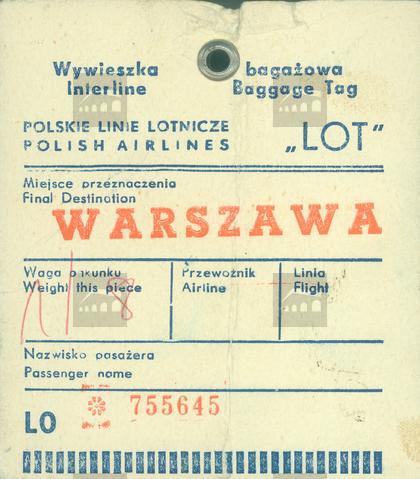 Wywieszka bagażowa
Interline Baggage Tag
POLSKIE LINIE LOTNICZE
POLISH AIRLINES „LOT"
Miejsce przeznaczenia
Final Destination
WARSZAWA
Waga pakunku Przewoźnik Linia
Weight this piece Airline Flight
8
Nazwisko pasażera
Passenger name
755645
LO